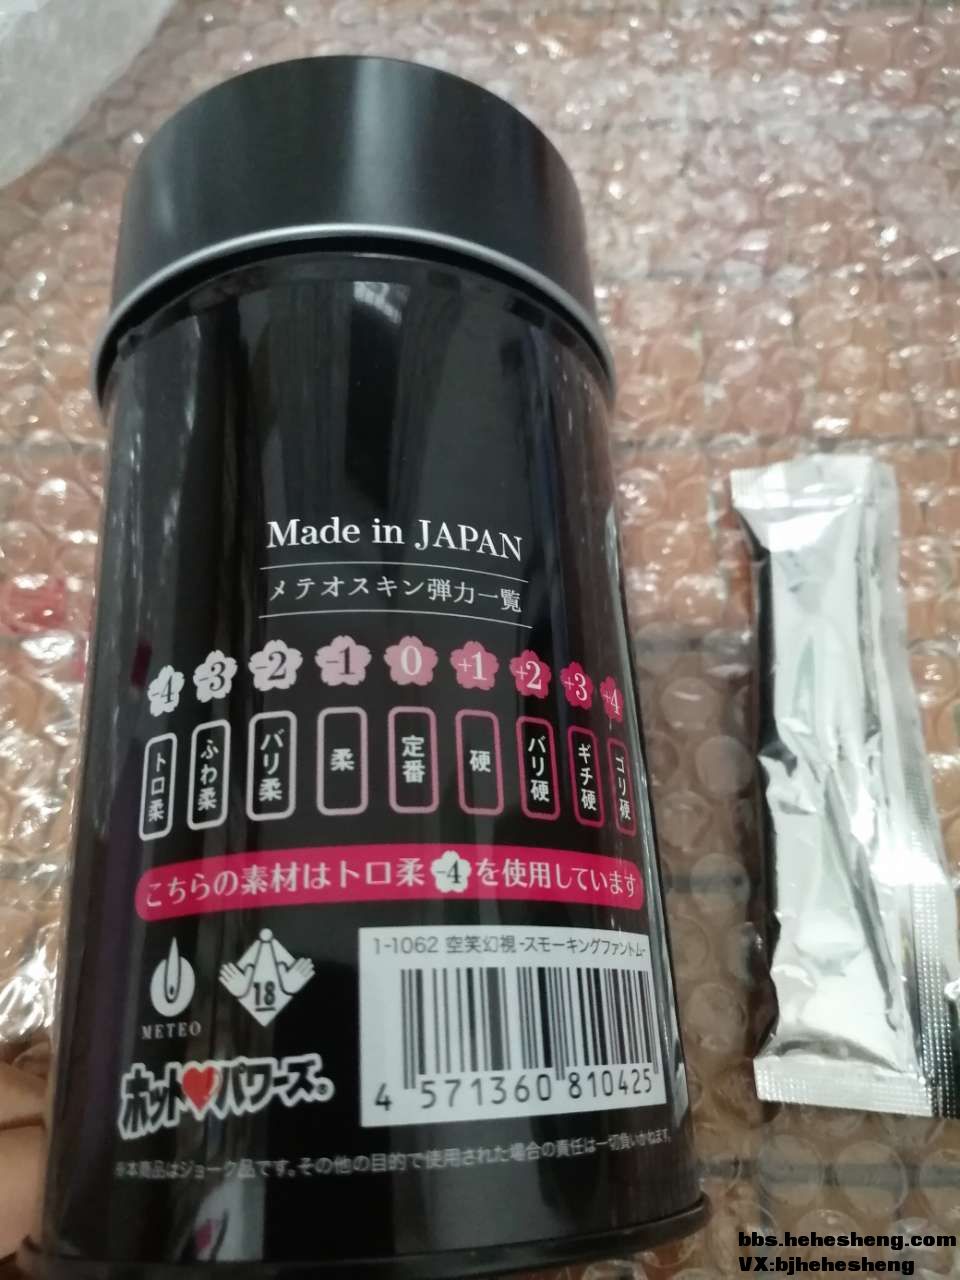 Made in JAPAN
メテオスキン弾力一覧
-4 -3 -2 -1 0 +1 +2 +3 +4
トロ柔 ふわ柔 バリ柔 柔 定番 硬 バリ硬 ギチ硬 ゴリ硬
こちらの素材はトロ柔-4を使用しています
1-1062 空笑幻視-スモーキングファントム-
18
METEO
4 571360 810425
ホット♥パワーズ。
※本商品はジョーク品です。その他の目的で使用された場合の責任は一切負いかねます。
bbs.hehesheng.com
VX:bjhehesheng